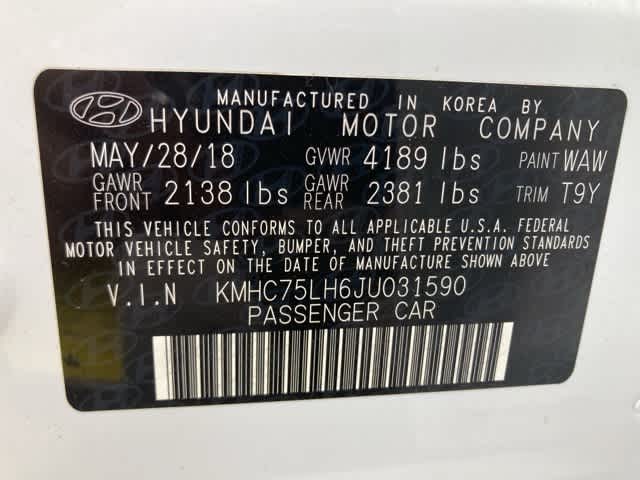 MANUFACTURED IN KOREA BY
HYUNDAI MOTOR COMPANY
MAY/28/18 GVWR 4189 lbs PAINT WAW
GAWR FRONT 2138 lbs GAWR REAR 2381 lbs TRIM T9Y
THIS VEHICLE CONFORMS TO ALL APPLICABLE U.S.A. FEDERAL
MOTOR VEHICLE SAFETY, BUMPER, AND THEFT PREVENTION STANDARDS
IN EFFECT ON THE DATE OF MANUFACTURE SHOWN ABOVE.
V.I.N KMHC75LH6JU031590
PASSENGER CAR